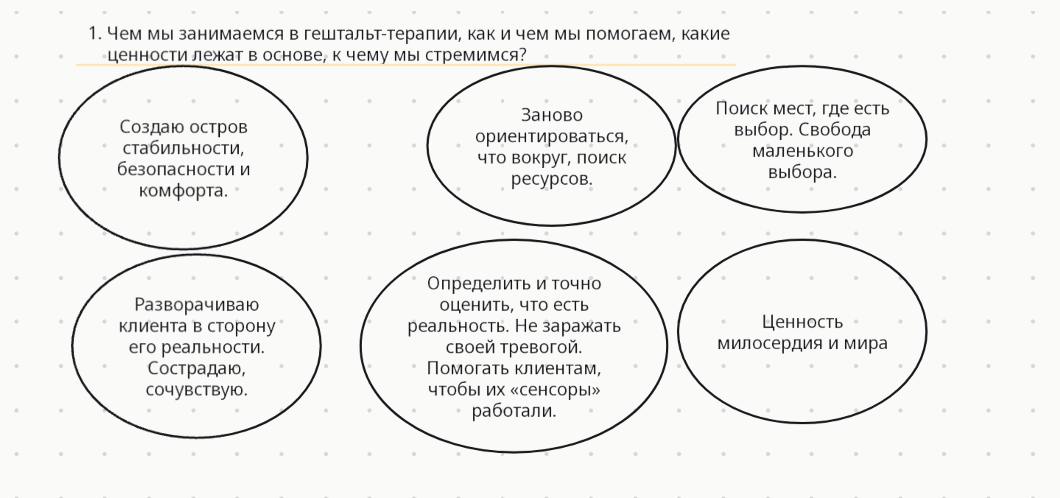 1. Чем мы занимаемся в гештальт-терапии, как и чем мы помогаем, какие
ценности лежат в основе, к чему мы стремимся?
Создаю остров
стабильности,
безопасности и
комфорта.
Заново
ориентироваться,
что вокруг, поиск
ресурсов.
Поиск мест, где есть
выбор. Свобода
маленького
выбора.
Разворачиваю
клиента в сторону
его реальности.
Сострадаю,
сочувствую.
Определить и точно
оценить, что есть
реальность. Не заражать
своей тревогой.
Помогать клиентам,
чтобы их «сенсоры»
работали.
Ценность
милосердия и мира